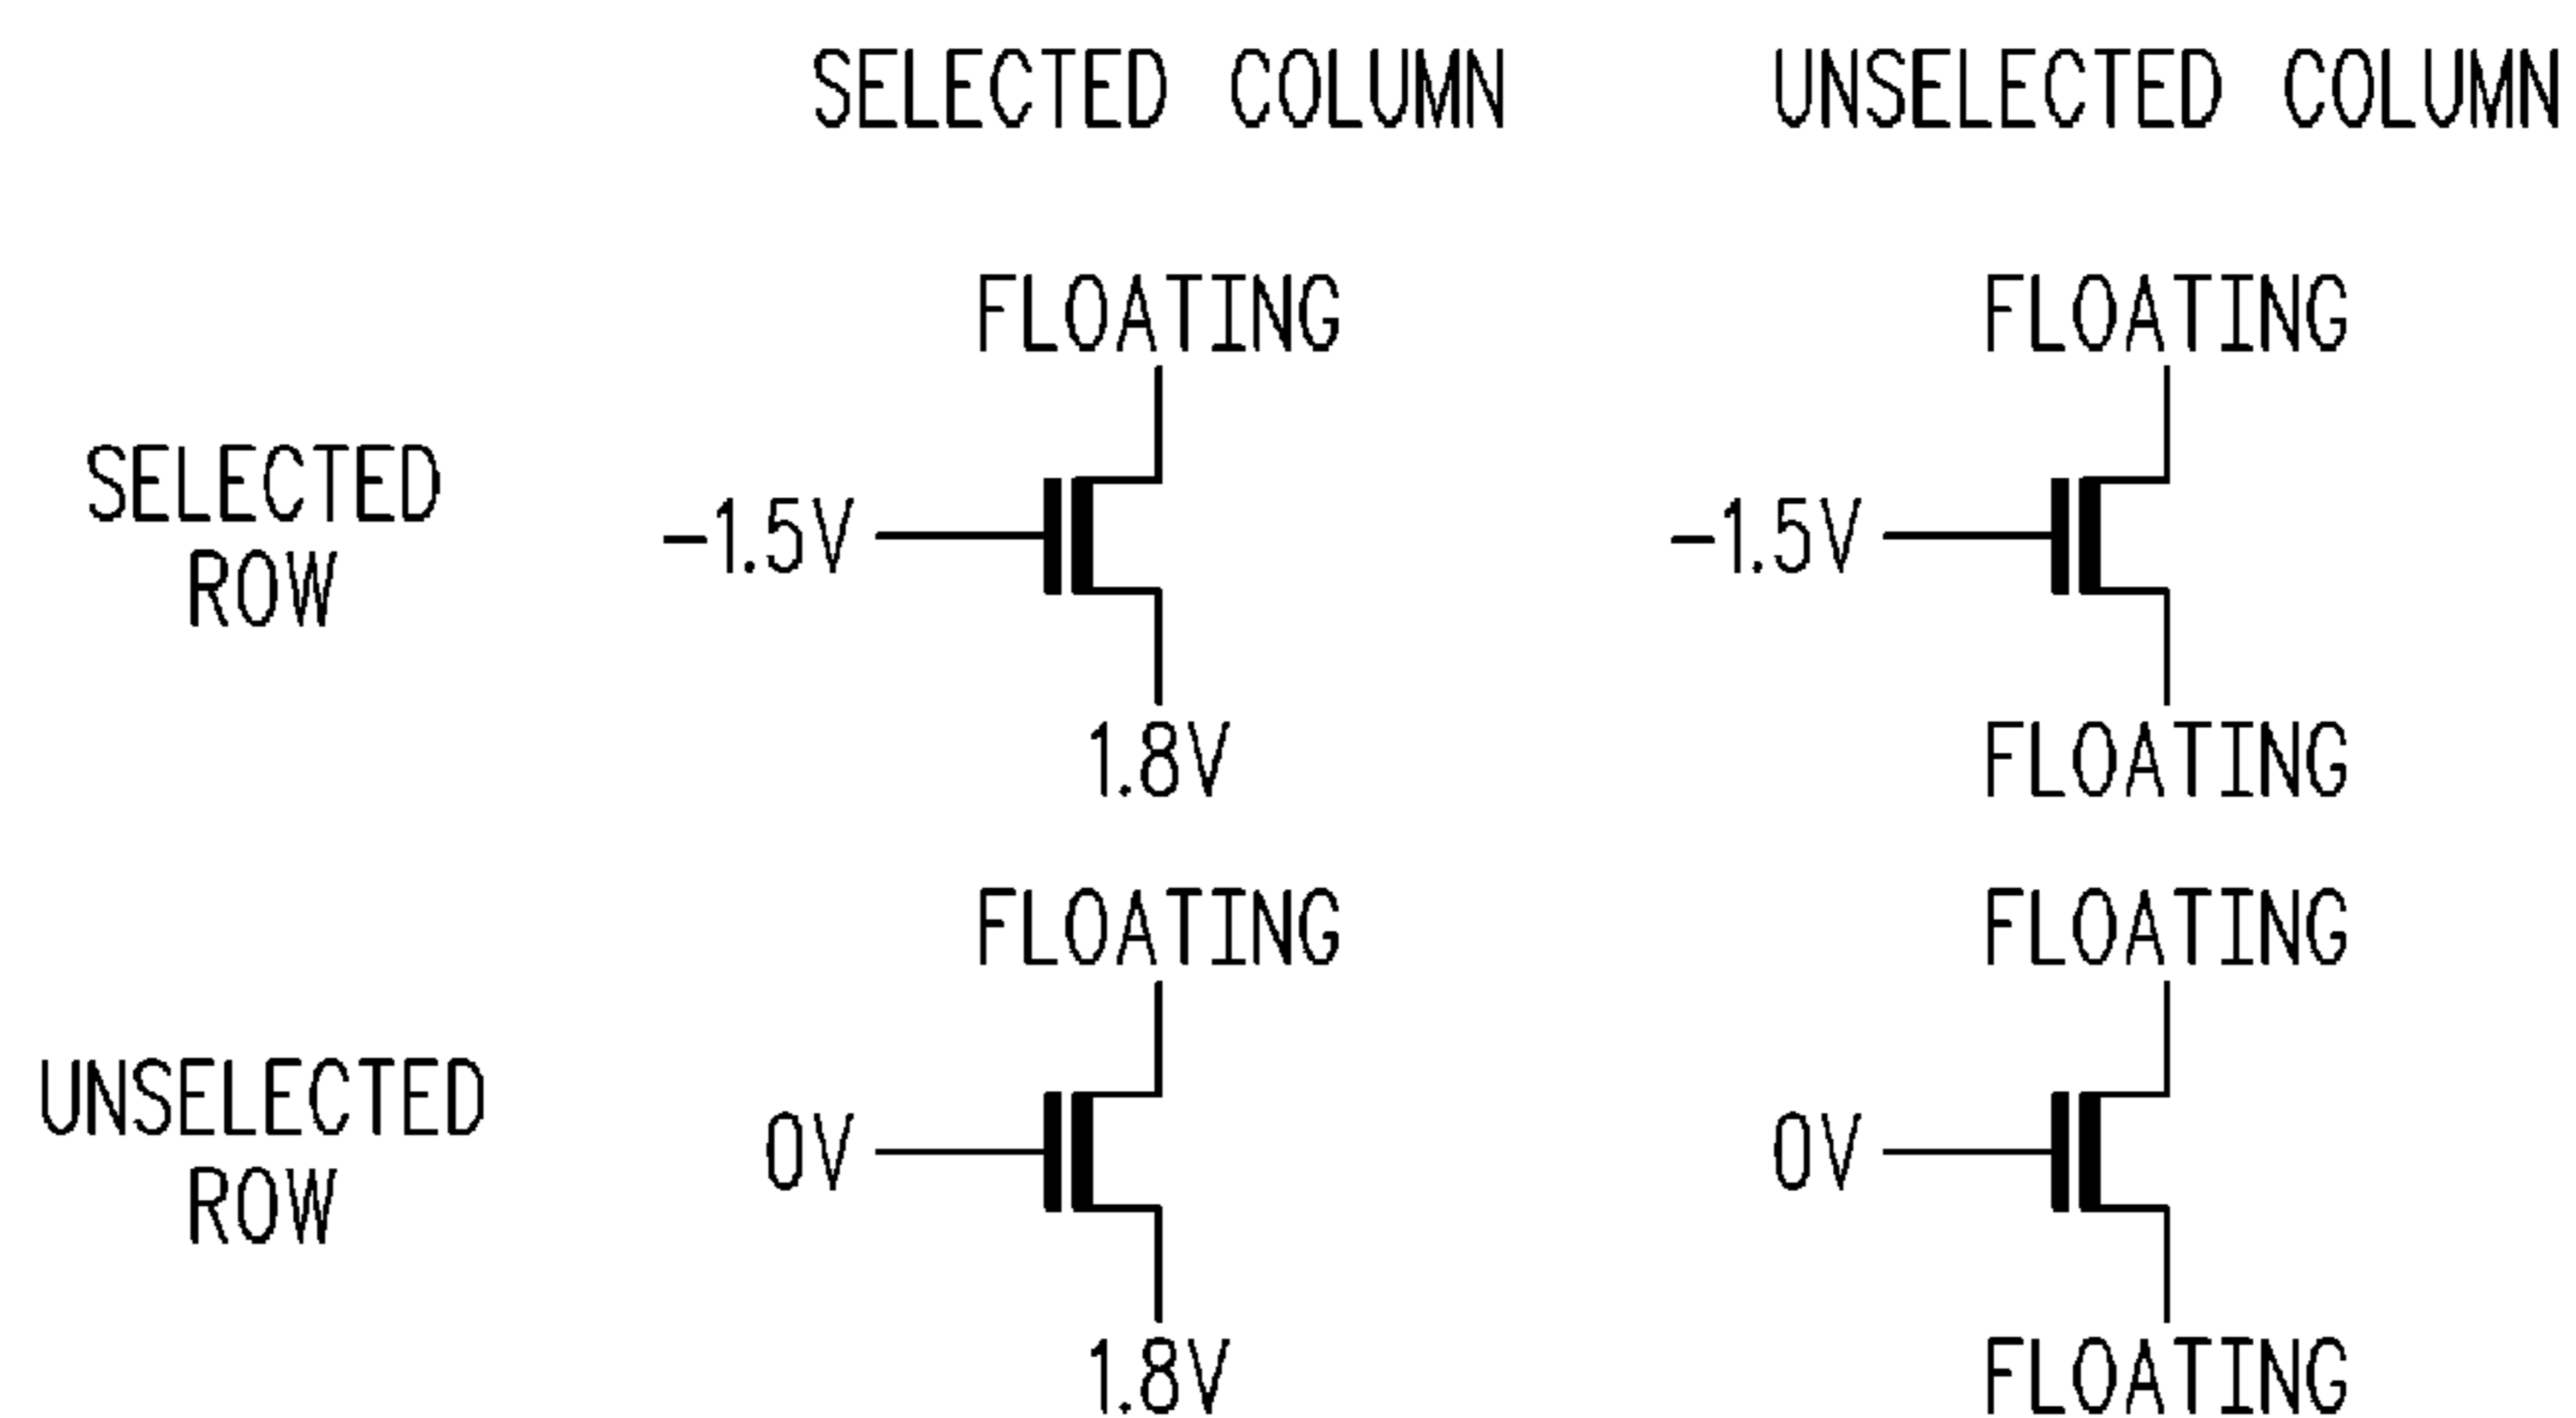 SELECTED COLUMN UNSELECTED COLUMN
FLOATING FLOATING
SELECTED
ROW
-1.5V -1.5V
1.8V FLOATING
FLOATING FLOATING
UNSELECTED
ROW
0V 0V
1.8V FLOATING